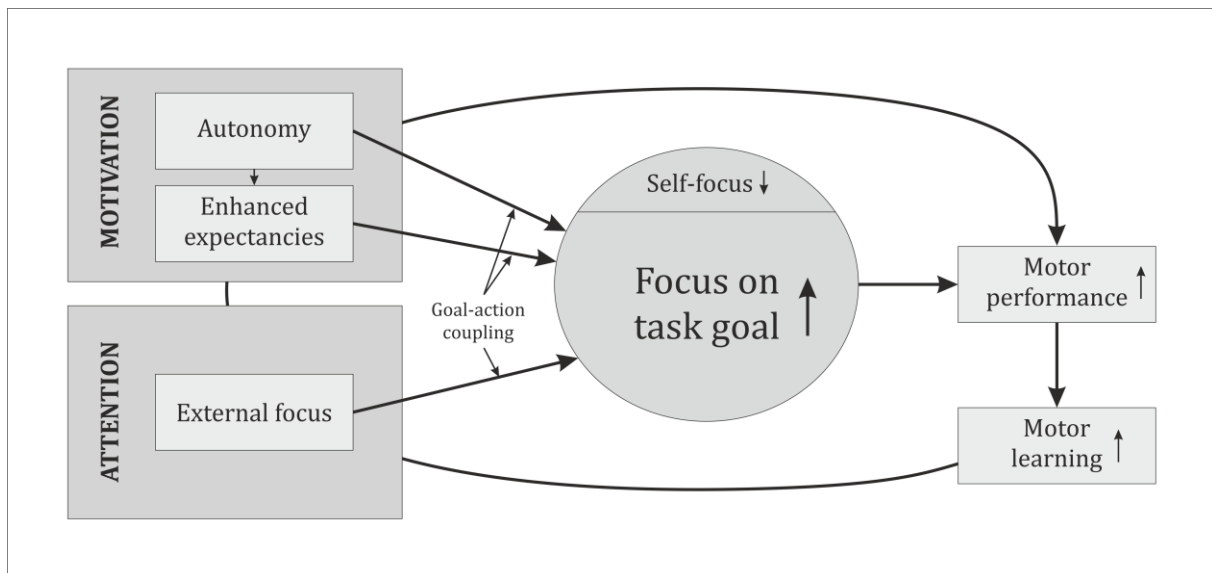 MOTIVATION
Autonomy
Enhanced
expectancies
ATTENTION
External focus
Goal-action
coupling
Self-focus
Focus on
task goal
Motor
performance
Motor
learning